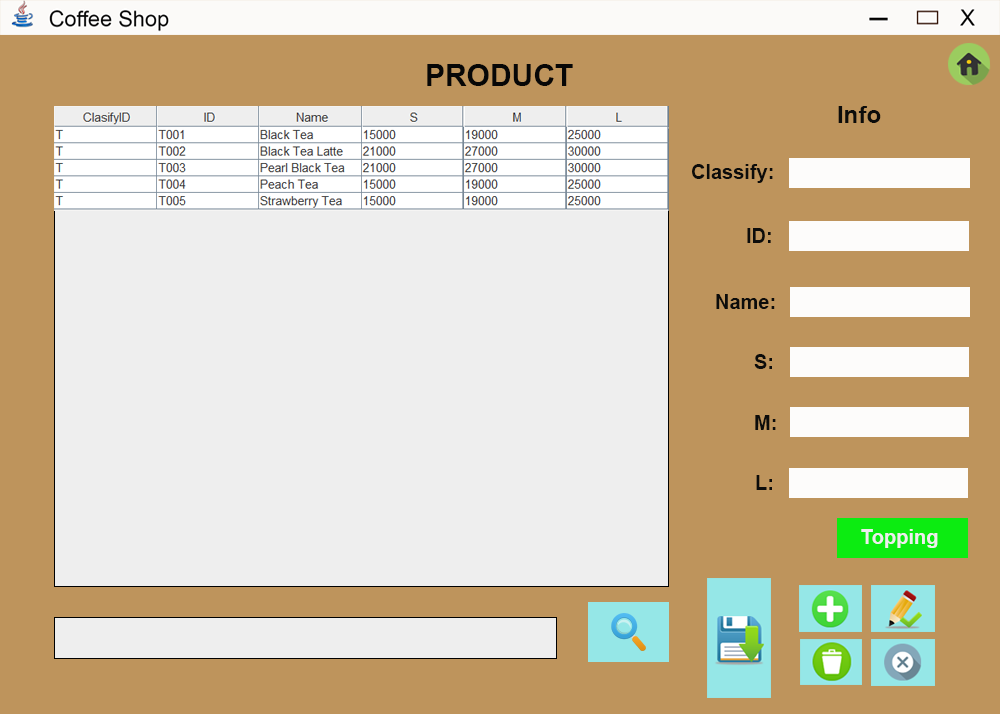 Coffee Shop
X
PRODUCT
ClasifyID ID Name S M L
T T001 Black Tea 15000 19000 25000
T T002 Black Tea Latte 21000 27000 30000
T T003 Pearl Black Tea 21000 27000 30000
T T004 Peach Tea 15000 19000 25000
T T005 Strawberry Tea 15000 19000 25000
Info
Classify:
ID:
Name:
S:
M:
L:
Topping